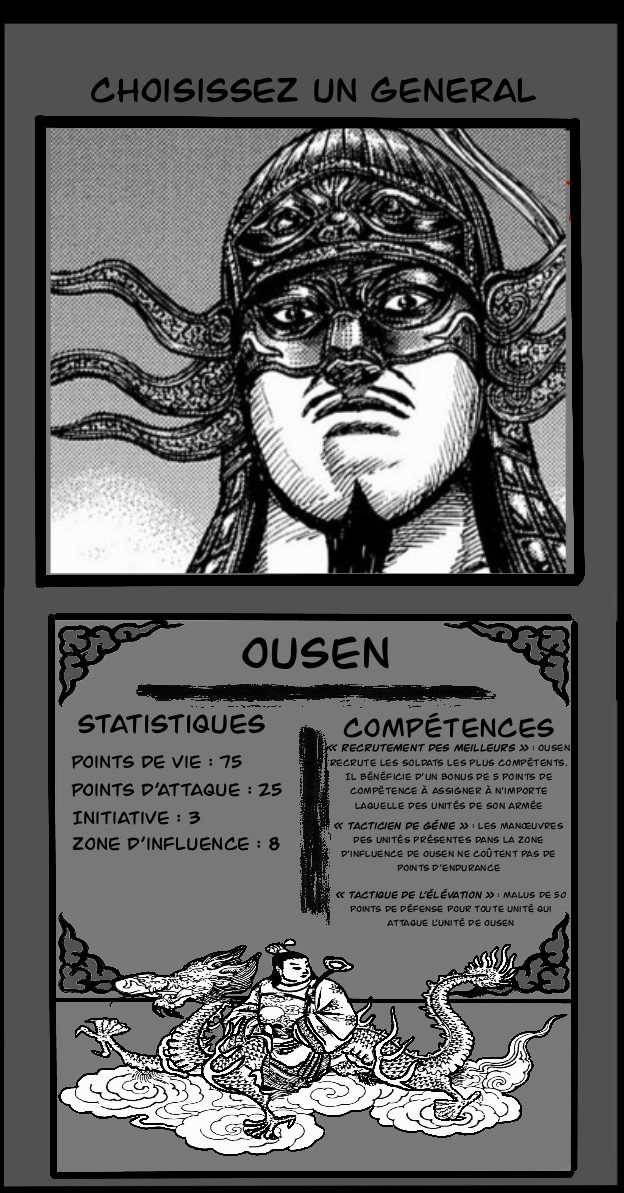 CHOISISSEZ UN GENERAL
OUSEN
STATISTIQUES
POINTS DE VIE : 75
POINTS D'ATTAQUE : 25
INITIATIVE : 3
ZONE D'INFLUENCE : 8
COMPÉTENCES
« RECRUTEMENT DES MEILLEURS » : OUSEN
RECRUTE LES SOLDATS LES PLUS COMPÉTENTS.
IL BÉNÉFICIE D'UN BONUS DE 5 POINTS DE
COMPÉTENCE À ASSIGNER À N'IMPORTE
LAQUELLE DES UNITÉS DE SON ARMÉE
« TACTICIEN DE GÉNIE » : LES MANŒUVRES
DES UNITÉS PRÉSENTES DANS LA ZONE
D'INFLUENCE DE OUSEN NE COÛTENT PAS DE
POINTS D'ENDURANCE
« TACTIQUE DE L'ÉLÉVATION » : MALUS DE 50
POINTS DE DÉFENSE POUR TOUTE UNITÉ QUI
ATTAQUE L'UNITÉ DE OUSEN